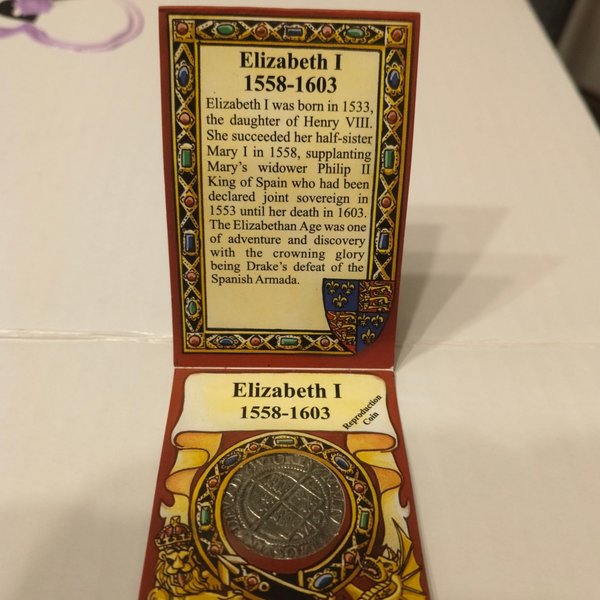 Elizabeth I
1558-1603
Elizabeth I was born in 1533,
the daughter of Henry VIII.
She succeeded her half-sister
Mary I in 1558, supplanting
Mary's widower Philip II
King of Spain who had been
declared joint sovereign in
1553 until her death in 1603.
The Elizabethan Age was one
of adventure and discovery
with the crowning glory
being Drake's defeat of the
Spanish Armada.
Elizabeth I
1558-1603
Reproduction
Coin